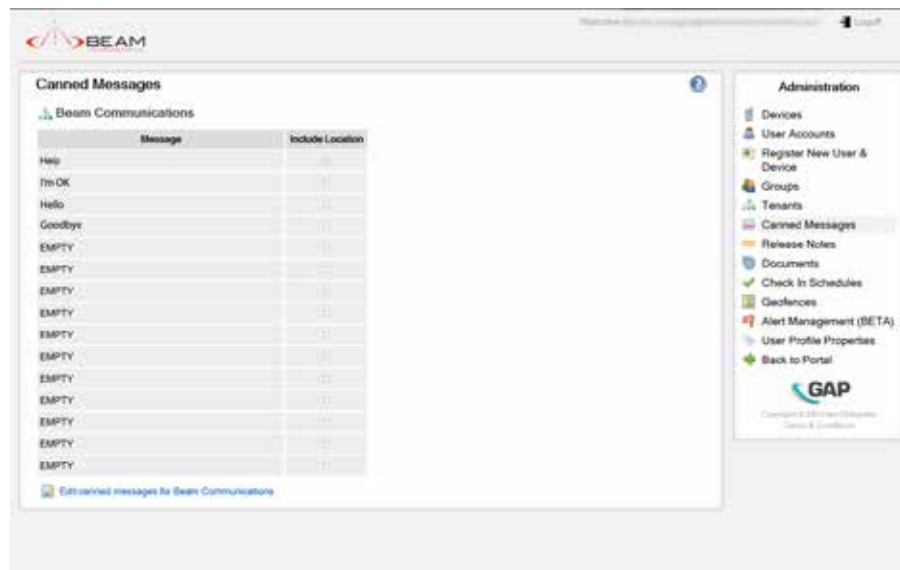 Logoff
BEAM
Canned Messages
Beam Communications
Message Include Location
Help
I'm OK
Hello
Goodbye
EMPTY
EMPTY
EMPTY
EMPTY
EMPTY
EMPTY
EMPTY
EMPTY
EMPTY
EMPTY
EMPTY
Edit canned messages for Beam Communications
Administration
Devices
User Accounts
Register New User &
Device
Groups
Tenants
Canned Messages
Release Notes
Documents
Check In Schedules
Geofences
Alert Management (BETA)
User Profile Properties
Back to Portal
GAP
Terms & Conditions